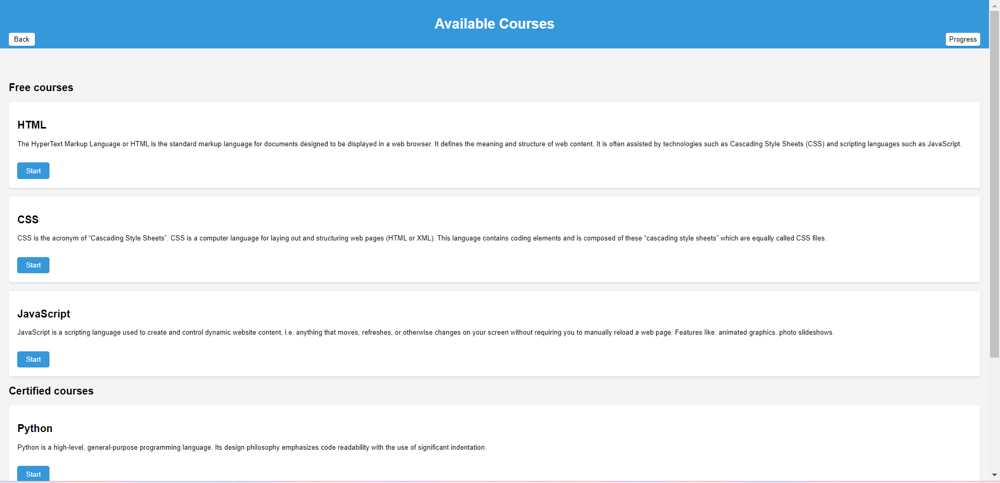 Available Courses
Back
Progress
Free courses
HTML
The HyperText Markup Language or HTML is the standard markup language for documents designed to be displayed in a web browser. It defines the meaning and structure of web content. It is often assisted by technologies such as Cascading Style Sheets (CSS) and scripting languages such as JavaScript.
Start
CSS
CSS is the acronym of “Cascading Style Sheets”. CSS is a computer language for laying out and structuring web pages (HTML or XML). This language contains coding elements and is composed of these “cascading style sheets” which are equally called CSS files.
Start
JavaScript
JavaScript is a scripting language used to create and control dynamic website content, i.e. anything that moves, refreshes, or otherwise changes on your screen without requiring you to manually reload a web page. Features like: animated graphics. photo slideshows.
Start
Certified courses
Python
Python is a high-level, general-purpose programming language. Its design philosophy emphasizes code readability with the use of significant indentation.
Start